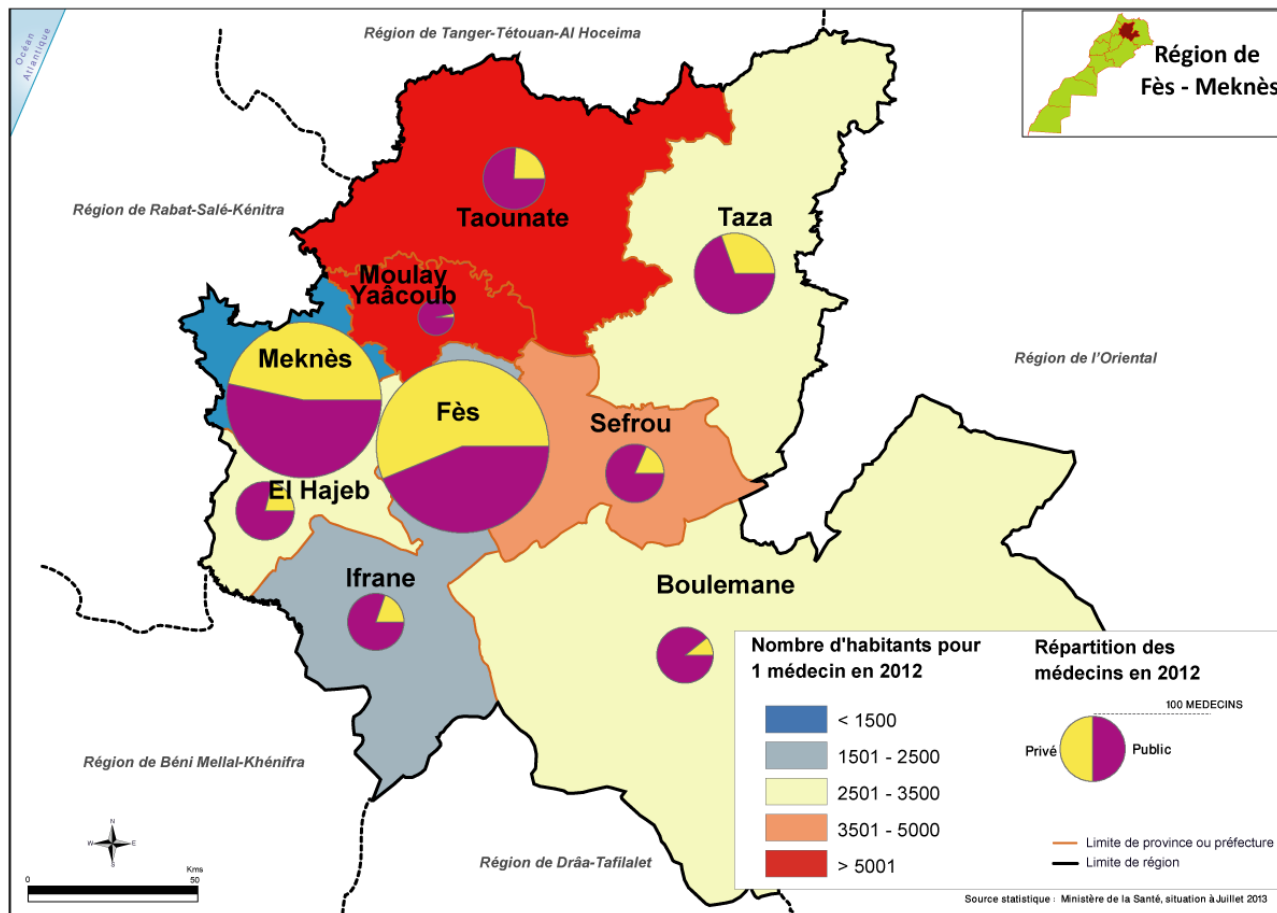 Océan
Atlantique
Région de Tanger-Tétouan-Al Hoceima
Région de
Fès - Meknès
Région de Rabat-Salé-Kénitra
Taounate
Taza
Moulay
Yaâcoub
Meknès
Fès
Sefrou
Région de l'Oriental
El Hajeb
Ifrane
Boulemane
Région de Béni Mellal-Khénifra
Région de Drâa-Tafilalet
N
W
E
S
Kms
0
50
Nombre d'habitants pour
1 médecin en 2012
< 1500
1501 - 2500
2501 - 3500
3501 - 5000
> 5001
Répartition des
médecins en 2012
100 MEDECINS
Privé
Public
Limite de province ou préfecture
Limite de région
Source statistique : Ministère de la Santé, situation à Juillet 2013